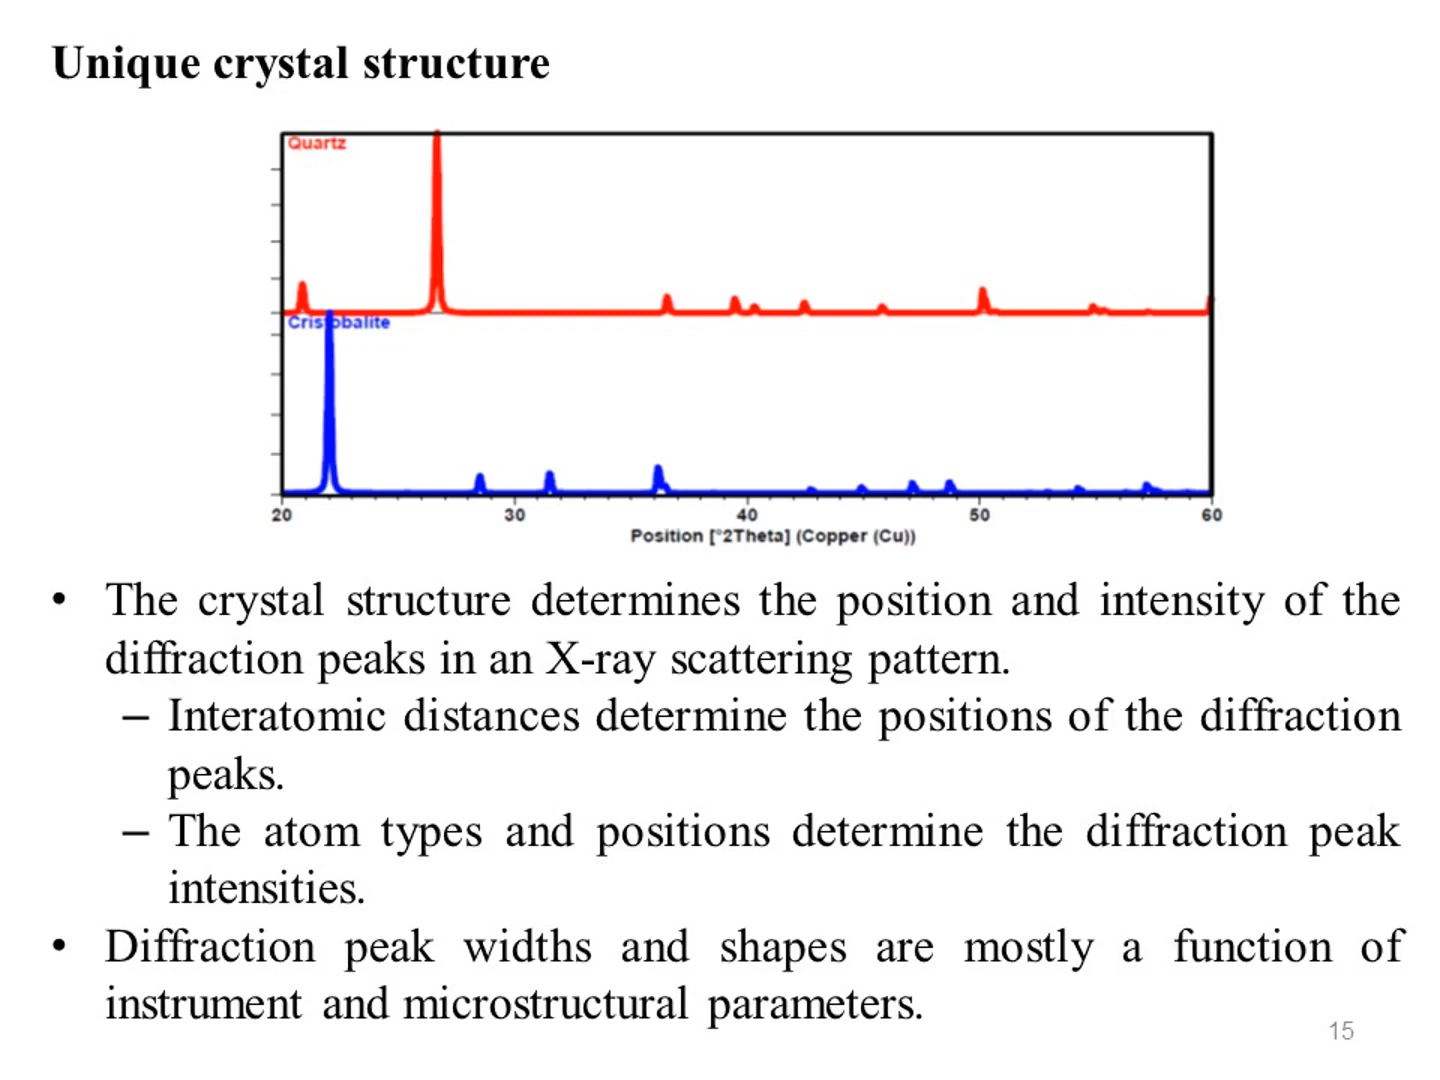 Unique crystal structure
Quartz
Cristobalite
20 30 40 50 60
Position [°2Theta] (Copper (Cu))
• The crystal structure determines the position and intensity of the
diffraction peaks in an X-ray scattering pattern.
– Interatomic distances determine the positions of the diffraction
peaks.
– The atom types and positions determine the diffraction peak
intensities.
• Diffraction peak widths and shapes are mostly a function of
instrument and microstructural parameters.
15